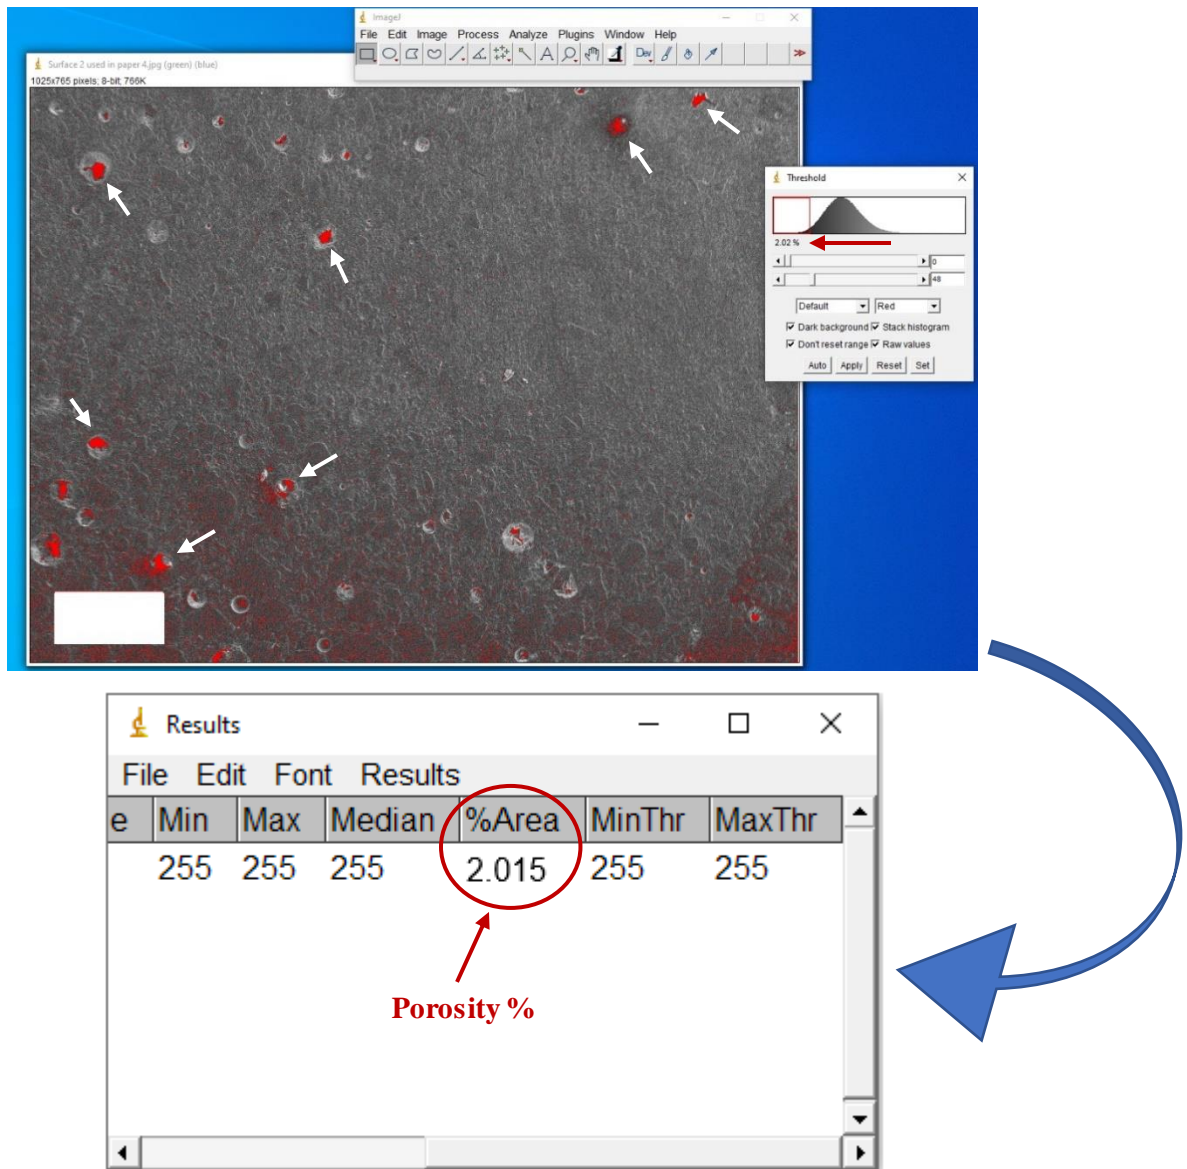 ImageJ
File Edit Image Process Analyze Plugins Window Help
Dev
Surface 2 used in paper 4.jpg (green) (blue)
1025x765 pixels; 8-bit; 766K
Threshold
2.02 %
0
48
Default Red
Dark background Stack histogram
Don't reset range Raw values
Auto Apply Reset Set
Results
File Edit Font Results
e Min Max Median %Area MinThr MaxThr
255 255 255 2.015 255 255
Porosity %